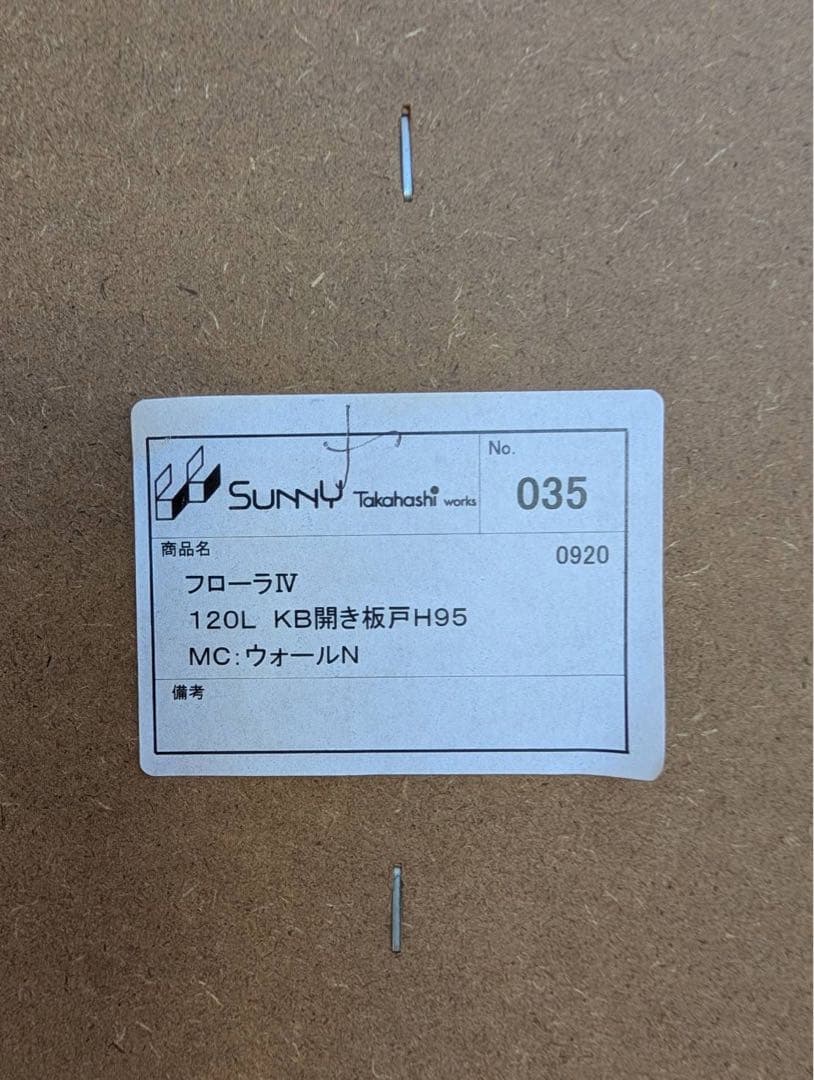 SUNNY Takahashi works
No.
035
商品名
0920
フローラⅣ
120L KB開き板戸H95
MC:ウォールN
備考